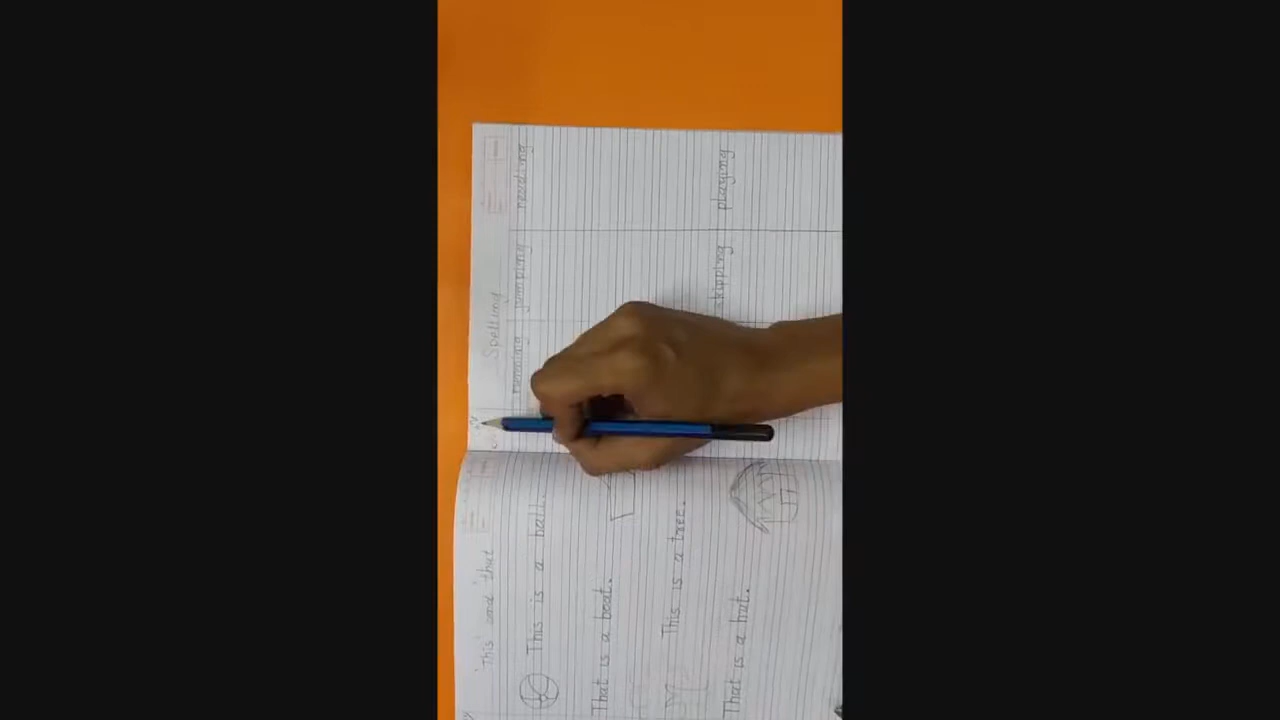 'This' and 'that'
This is a ball.
That is a boat.
This is a tree.
That is a hut.
Spelling
running jumping reading
skipping playing